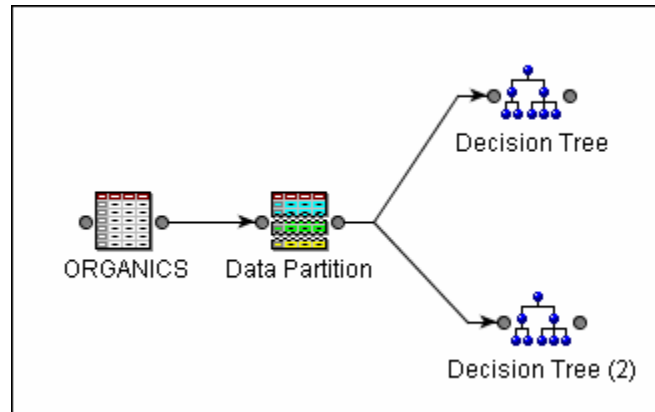 Decision Tree
ORGANICS
Data Partition
Decision Tree (2)